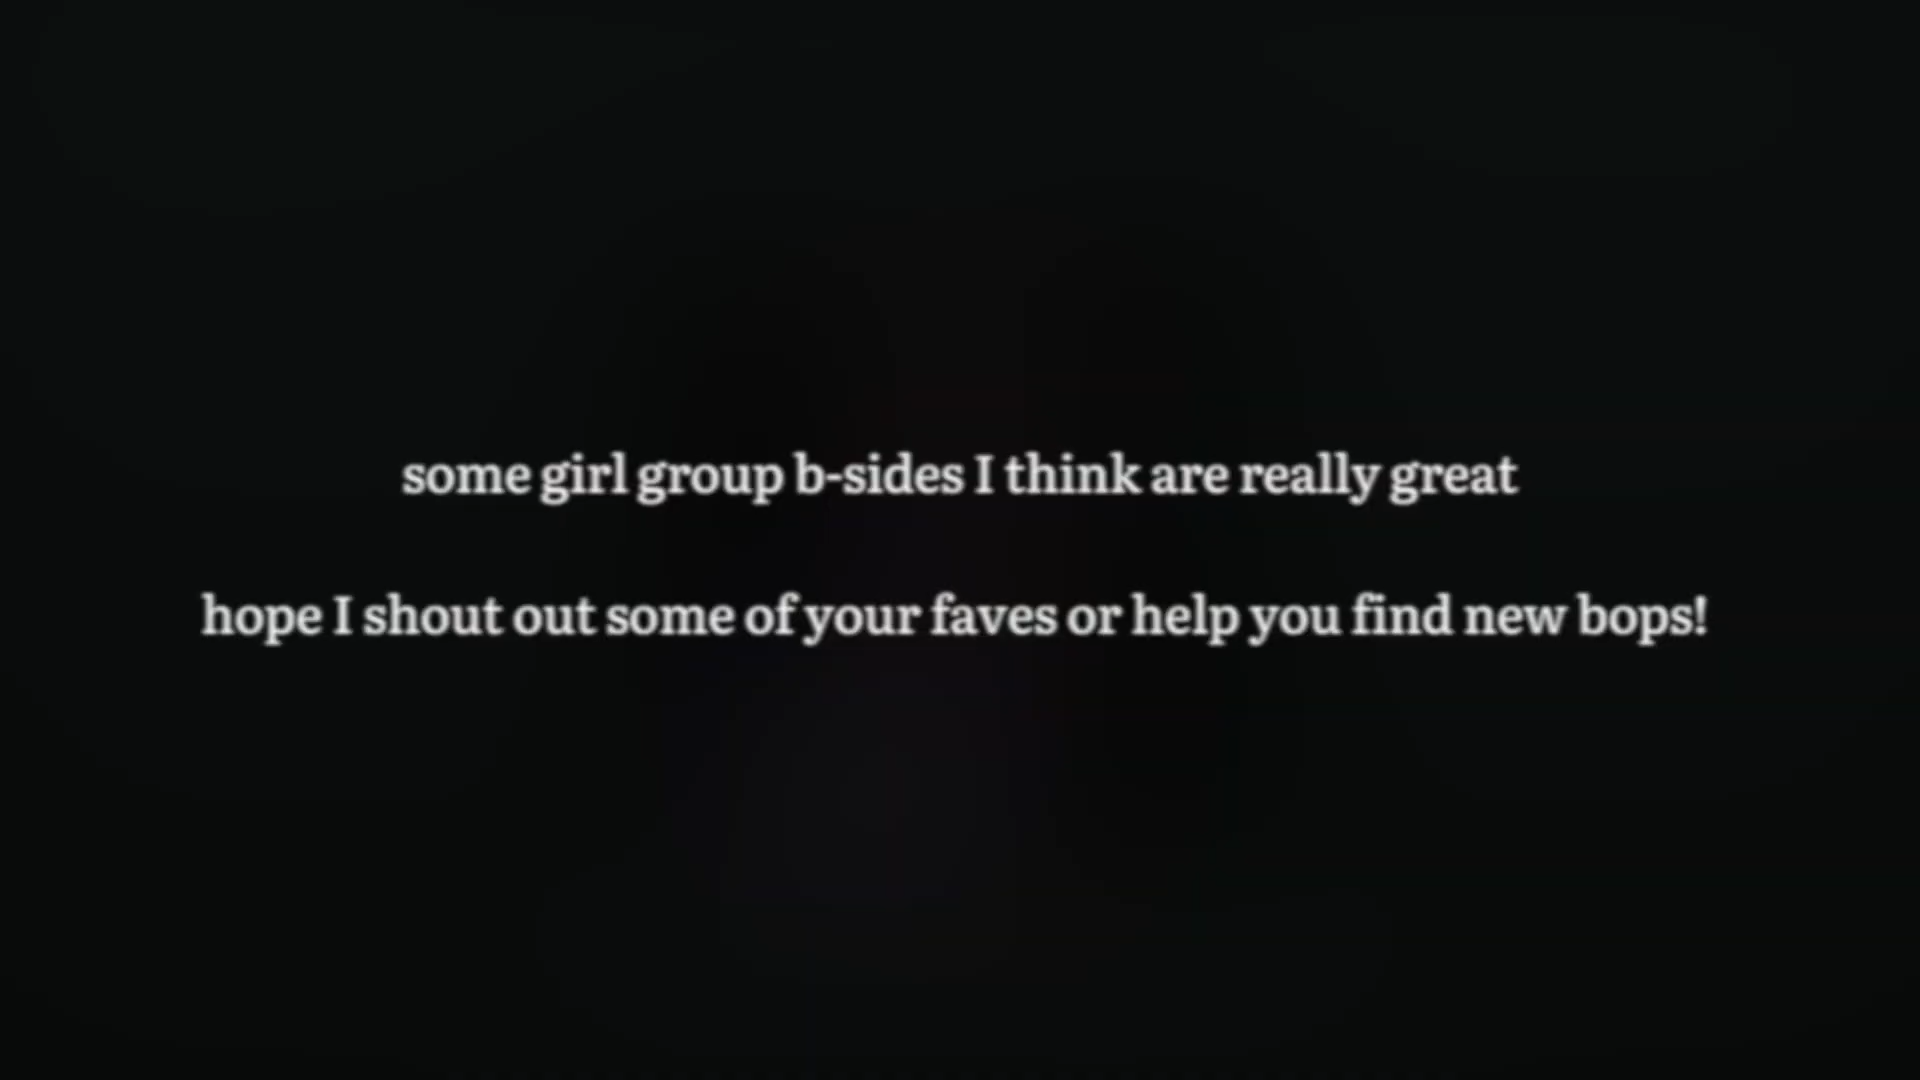 some girl group b-sides I think are really great
hope I shout out some of your faves or help you find new bops!